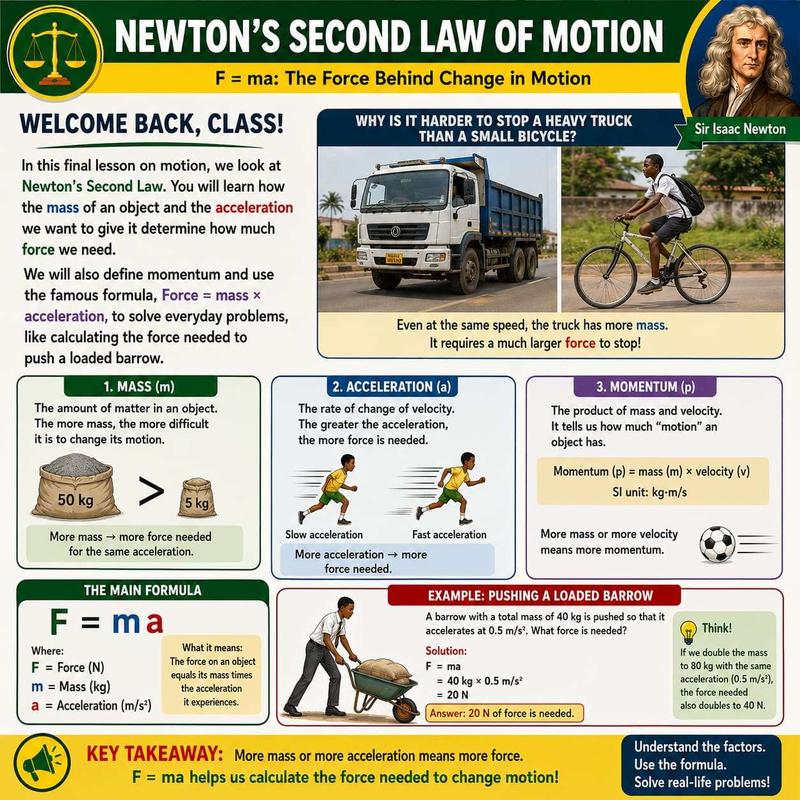 NEWTON'S SECOND LAW OF MOTION
F = ma: The Force Behind Change in Motion
Sir Isaac Newton
WELCOME BACK, CLASS!
In this final lesson on motion, we look at
Newton's Second Law. You will learn how
the mass of an object and the acceleration
we want to give it determine how much
force we need.
We will also define momentum and use
the famous formula, Force = mass ×
acceleration, to solve everyday problems,
like calculating the force needed to
push a loaded barrow.
WHY IS IT HARDER TO STOP A HEAVY TRUCK
THAN A SMALL BICYCLE?
Even at the same speed, the truck has more mass.
It requires a much larger force to stop!
1. MASS (m)
The amount of matter in an object.
The more mass, the more difficult
it is to change its motion.
50 kg
>
5 kg
More mass → more force needed
for the same acceleration.
2. ACCELERATION (a)
The rate of change of velocity.
The greater the acceleration,
the more force is needed.
Slow acceleration
Fast acceleration
More acceleration → more
force needed.
3. MOMENTUM (p)
The product of mass and velocity.
It tells us how much “motion” an
object has.
Momentum (p) = mass (m) × velocity (v)
SI unit: kg·m/s
More mass or more velocity
means more momentum.
THE MAIN FORMULA
F = ma
Where:
F = Force (N)
m = Mass (kg)
a = Acceleration (m/s²)
What it means:
The force on an object
equals its mass times
the acceleration
it experiences.
EXAMPLE: PUSHING A LOADED BARROW
A barrow with a total mass of 40 kg is pushed so that it
accelerates at 0.5 m/s². What force is needed?
Solution:
F = ma
= 40 kg × 0.5 m/s²
= 20 N
Answer: 20 N of force is needed.
Think!
If we double the mass
to 80 kg with the same
acceleration (0.5 m/s²),
the force needed
also doubles to 40 N.
KEY TAKEAWAY: More mass or more acceleration means more force.
F = ma helps us calculate the force needed to change motion!
Understand the factors.
Use the formula.
Solve real-life problems!